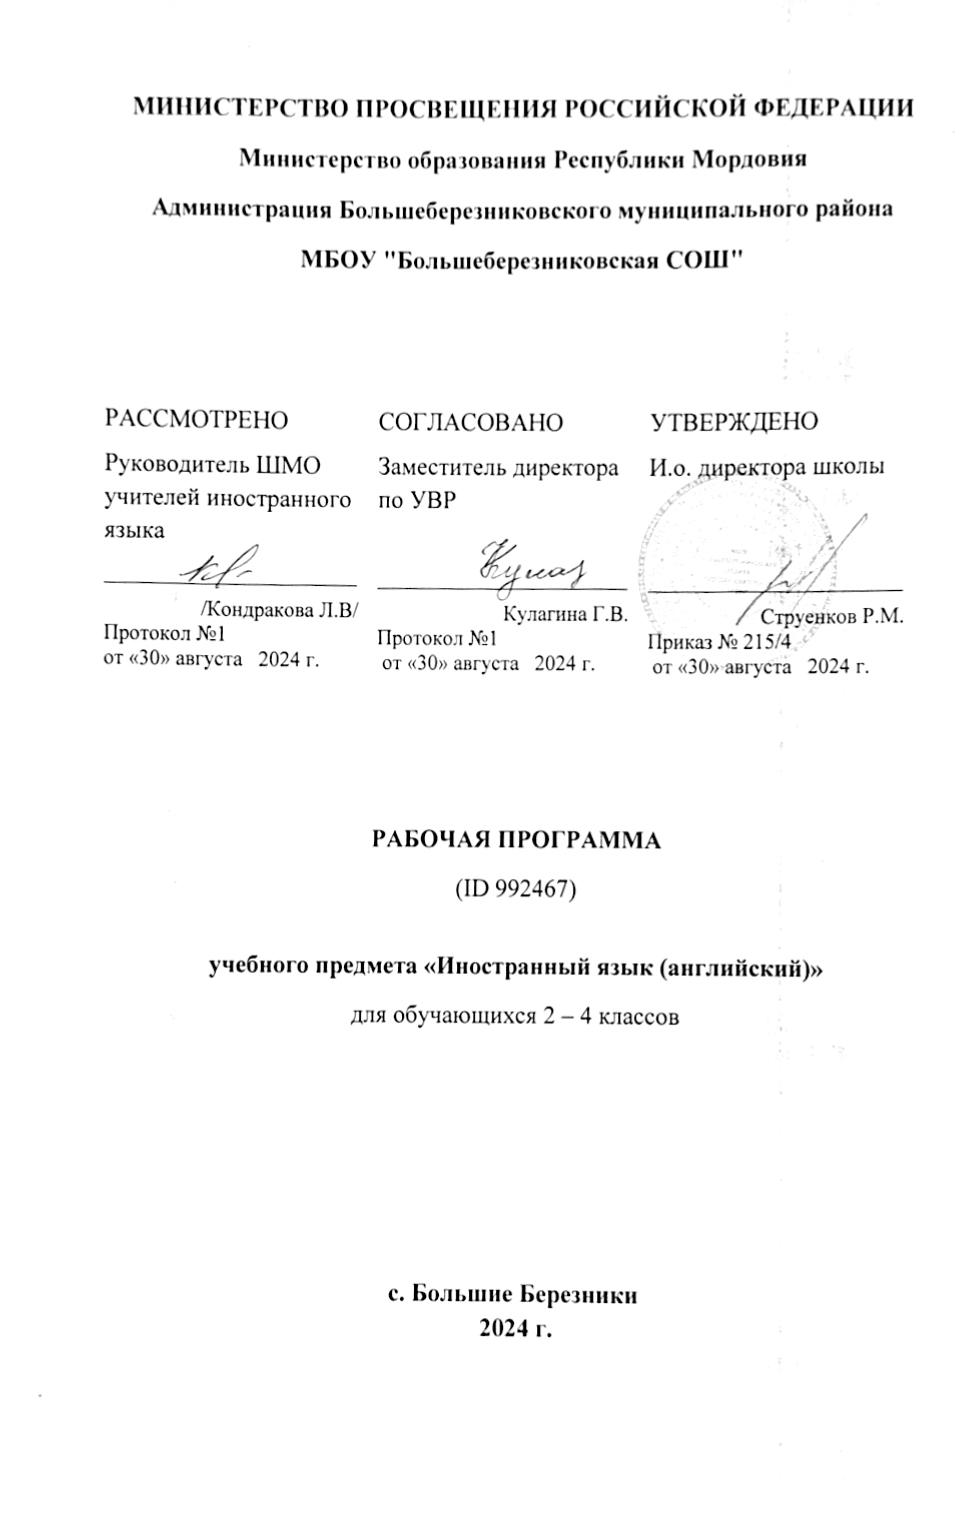 МИНИСТЕРСТВО ПРОСВЕЩЕНИЯ РОССИЙСКОЙ ФЕДЕРАЦИИ
Министерство образования Республики Мордовия
Администрация Большеберезниковского муниципального района
МБОУ "Большеберезниковская СОШ"
РАССМОТРЕНО
Руководитель ШМО
учителей иностранного
языка
/Кондракова Л.В/
Протокол №1
от «30» августа 2024 г.
СОГЛАСОВАНО
Заместитель директора
по УВР
Кулагина Г.В.
Протокол №1
от «30» августа 2024 г.
УТВЕРЖДЕНО
И.о. директора школы
Струенков Р.М.
Приказ № 215/4
от «30» августа 2024 г.
РАБОЧАЯ ПРОГРАММА
(ID 992467)
учебного предмета «Иностранный язык (английский)»
для обучающихся 2 – 4 классов
с. Большие Березники
2024 г.